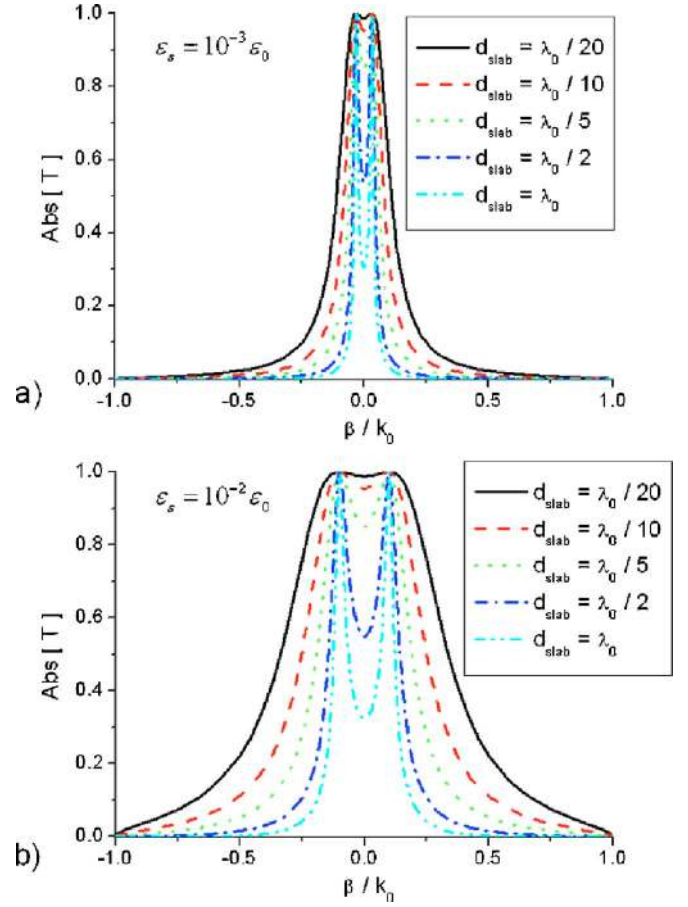 ε_s = 10^-3 ε_0
d_slab = λ_0 / 20
d_slab = λ_0 / 10
d_slab = λ_0 / 5
d_slab = λ_0 / 2
d_slab = λ_0
Abs [ T ]
1.0
0.8
0.6
0.4
0.2
0.0
-1.0 -0.5 0.0 0.5 1.0
β / k_0
a)
ε_s = 10^-2 ε_0
d_slab = λ_0 / 20
d_slab = λ_0 / 10
d_slab = λ_0 / 5
d_slab = λ_0 / 2
d_slab = λ_0
Abs [ T ]
1.0
0.8
0.6
0.4
0.2
0.0
-1.0 -0.5 0.0 0.5 1.0
β / k_0
b)